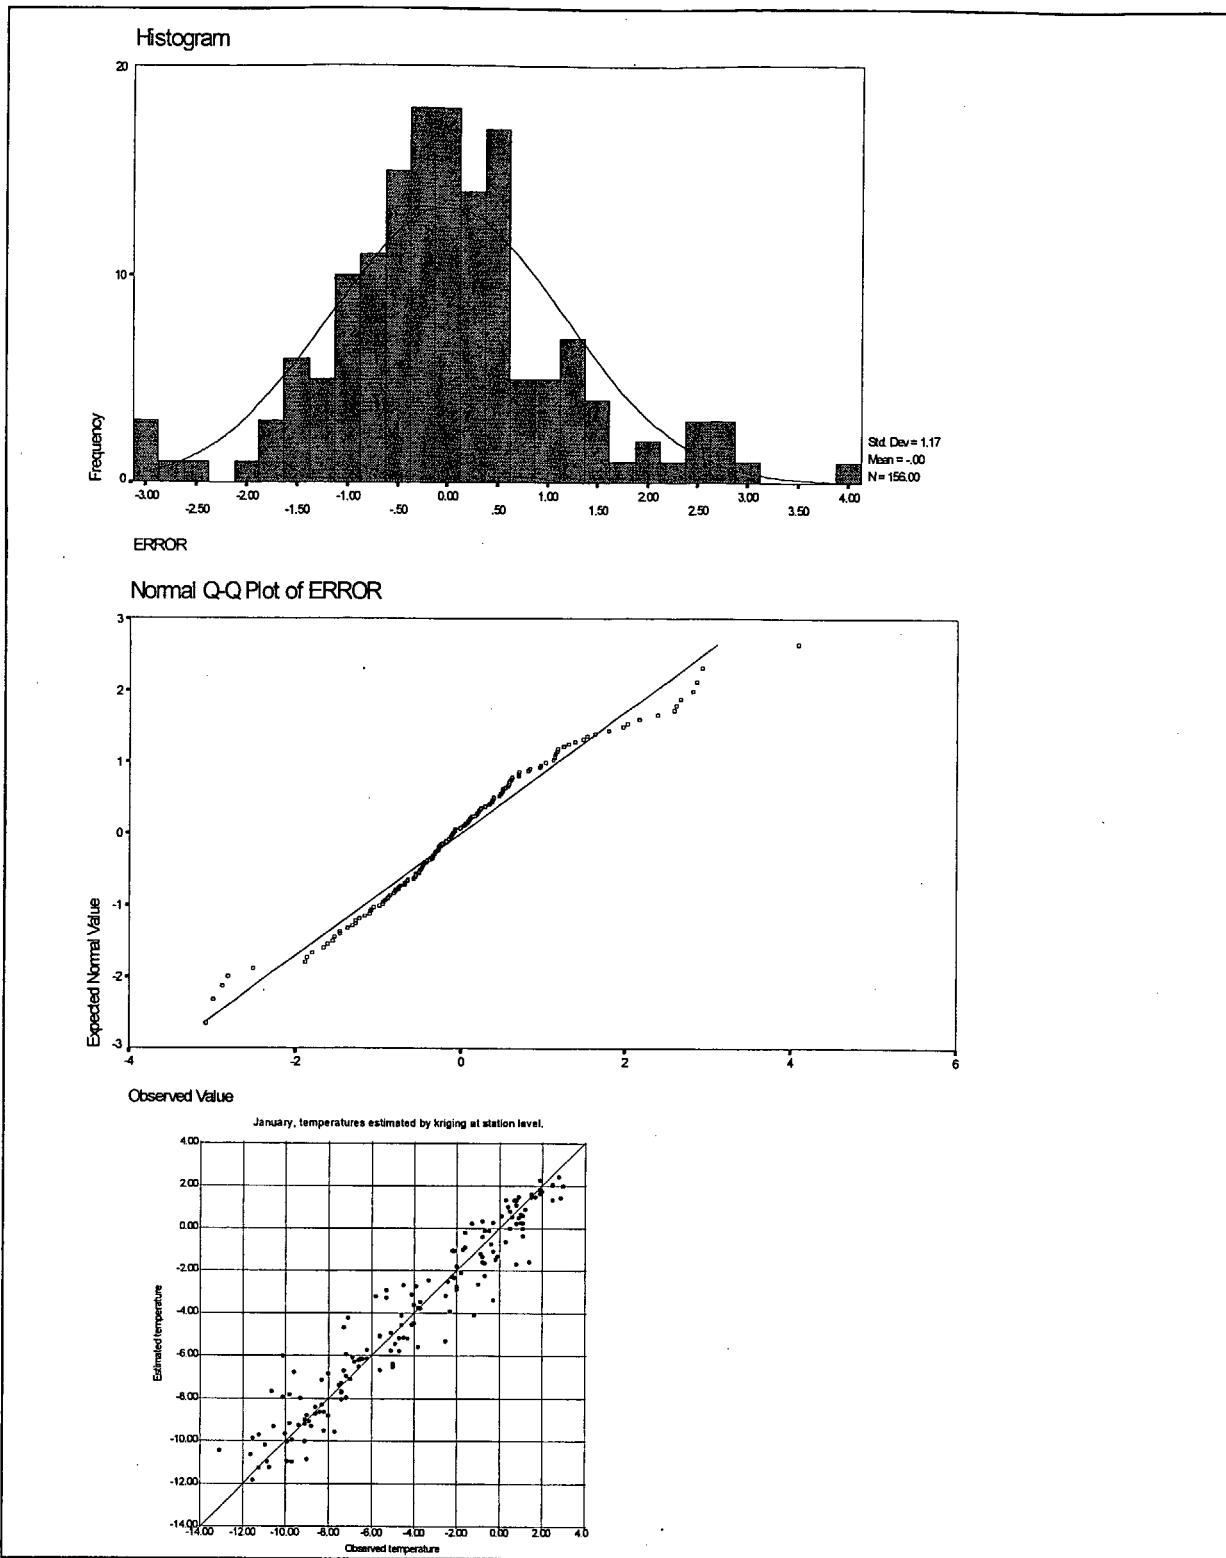 Histogram
20
10
0
Frequency
Std. Dev = 1.17
Mean = -.00
N = 156.00
-3.00 -2.00 -1.00 0.00 1.00 2.00 3.00 4.00
-2.50 -1.50 -.50 .50 1.50 2.50 3.50
ERROR
Normal Q-Q Plot of ERROR
3
2
1
0
-1
-2
-3
Expected Normal Value
-4 -2 0 2 4 6
Observed Value
January, temperatures estimated by kriging at station level.
4.00
2.00
0.00
-2.00
-4.00
-6.00
-8.00
-10.00
-12.00
-14.00
Estimated temperature
-14.00 -12.00 -10.00 -8.00 -6.00 -4.00 -2.00 0.00 2.00 4.0
Observed temperature